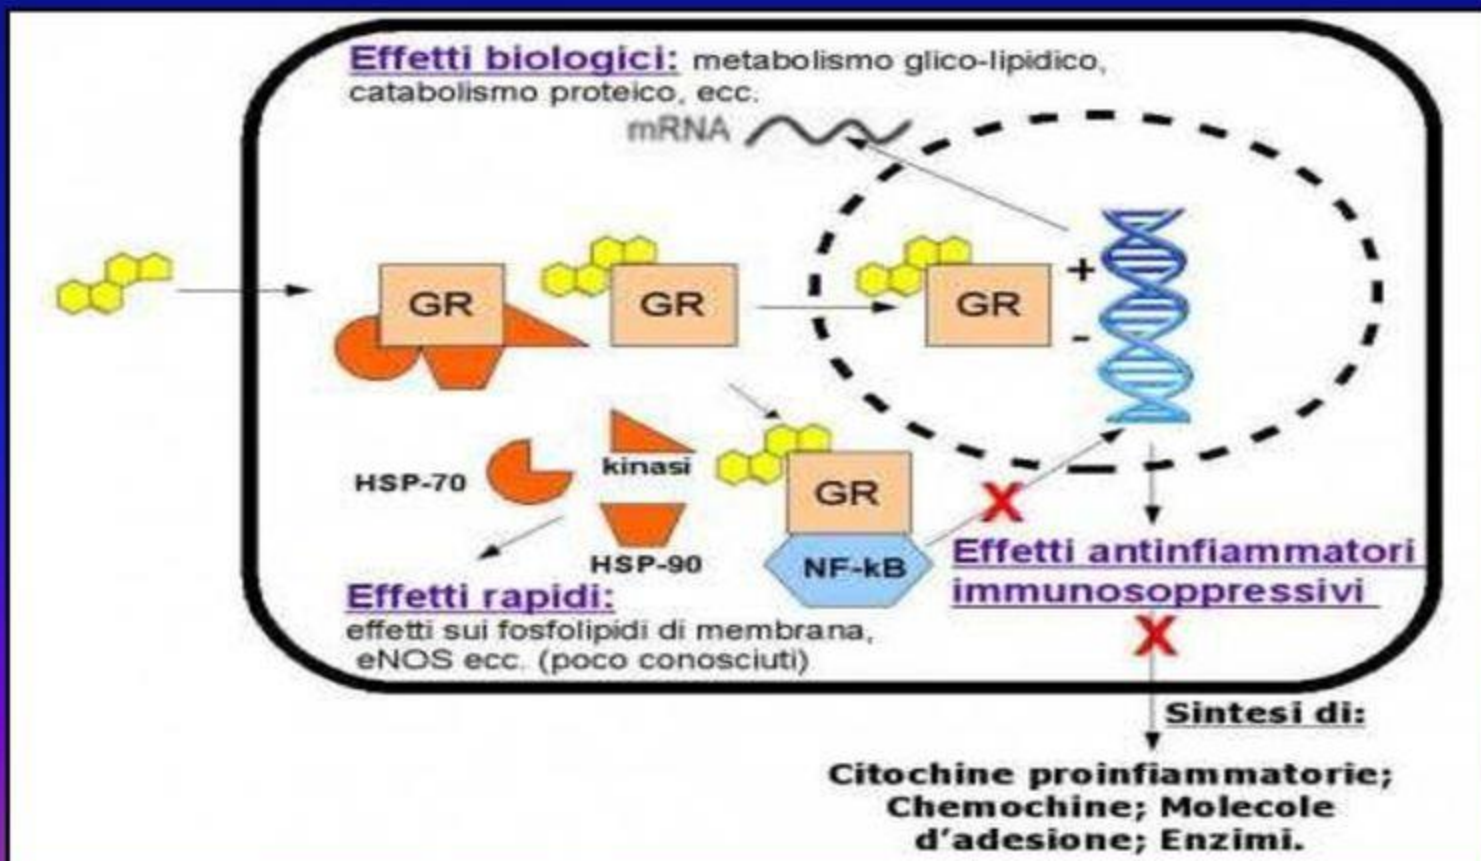 Effetti biologici: metabolismo glico-lipidico,
catabolismo proteico, ecc.
mRNA
GR
GR
GR
+
-
HSP-70
kinasi
HSP-90
GR
NF-kB
X
Effetti antinfiammatori
immunosoppressivi
X
Effetti rapidi:
effetti sui fosfolipidi di membrana,
eNOS ecc. (poco conosciuti)
Sintesi di:
Citochine proinfiammatorie;
Chemochine; Molecole
d'adesione; Enzimi.